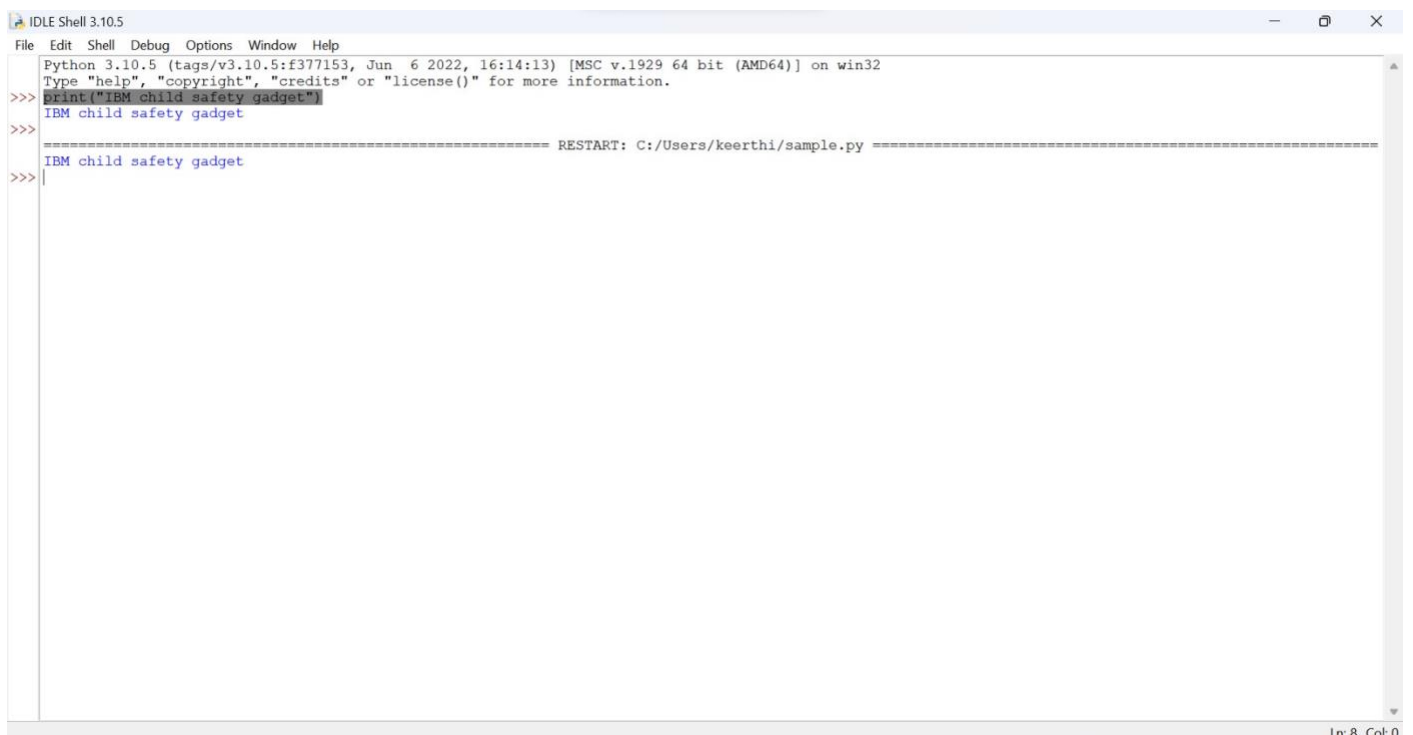 IDLE Shell 3.10.5
File Edit Shell Debug Options Window Help
Python 3.10.5 (tags/v3.10.5:f377153, Jun  6 2022, 16:14:13) [MSC v.1929 64 bit (AMD64)] on win32
Type "help", "copyright", "credits" or "license()" for more information.
>>> print("IBM child safety gadget")
IBM child safety gadget
>>>
========================================================== RESTART: C:/Users/keerthi/sample.py ==========================================================
IBM child safety gadget
>>>
Ln: 8 Col: 0